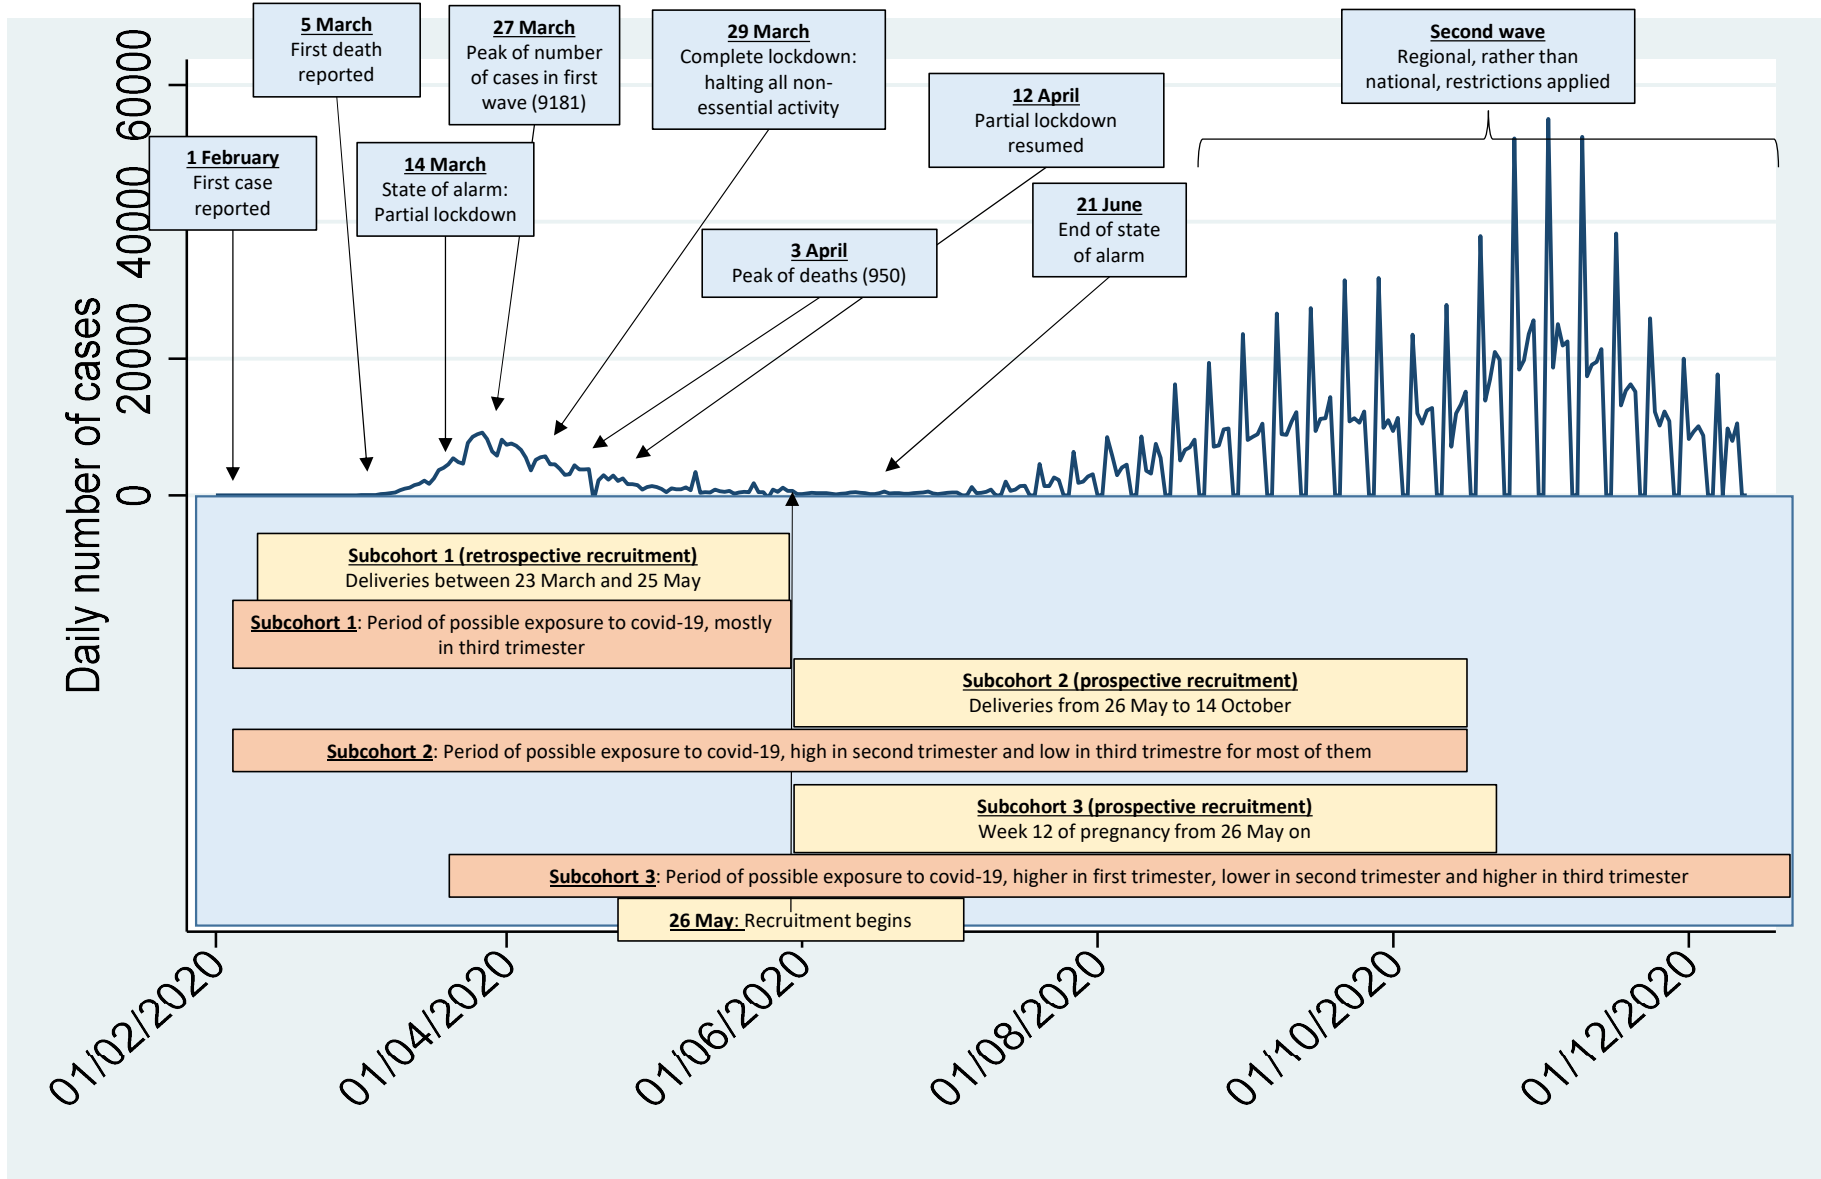 5 March
First death
reported
27 March
Peak of number
of cases in first
wave (9181)
29 March
Complete lockdown:
halting all non-
essential activity
Second wave
Regional, rather than
national, restrictions applied
12 April
Partial lockdown
resumed
1 February
First case
reported
14 March
State of alarm:
Partial lockdown
21 June
End of state
of alarm
3 April
Peak of deaths (950)
Daily number of cases
60000
40000
20000
0
Subcohort 1 (retrospective recruitment)
Deliveries between 23 March and 25 May
Subcohort 1: Period of possible exposure to covid-19, mostly
in third trimester
Subcohort 2 (prospective recruitment)
Deliveries from 26 May to 14 October
Subcohort 2: Period of possible exposure to covid-19, high in second trimester and low in third trimestre for most of them
Subcohort 3 (prospective recruitment)
Week 12 of pregnancy from 26 May on
Subcohort 3: Period of possible exposure to covid-19, higher in first trimester, lower in second trimester and higher in third trimester
26 May: Recruitment begins
01/02/2020
01/04/2020
01/06/2020
01/08/2020
01/10/2020
01/12/2020